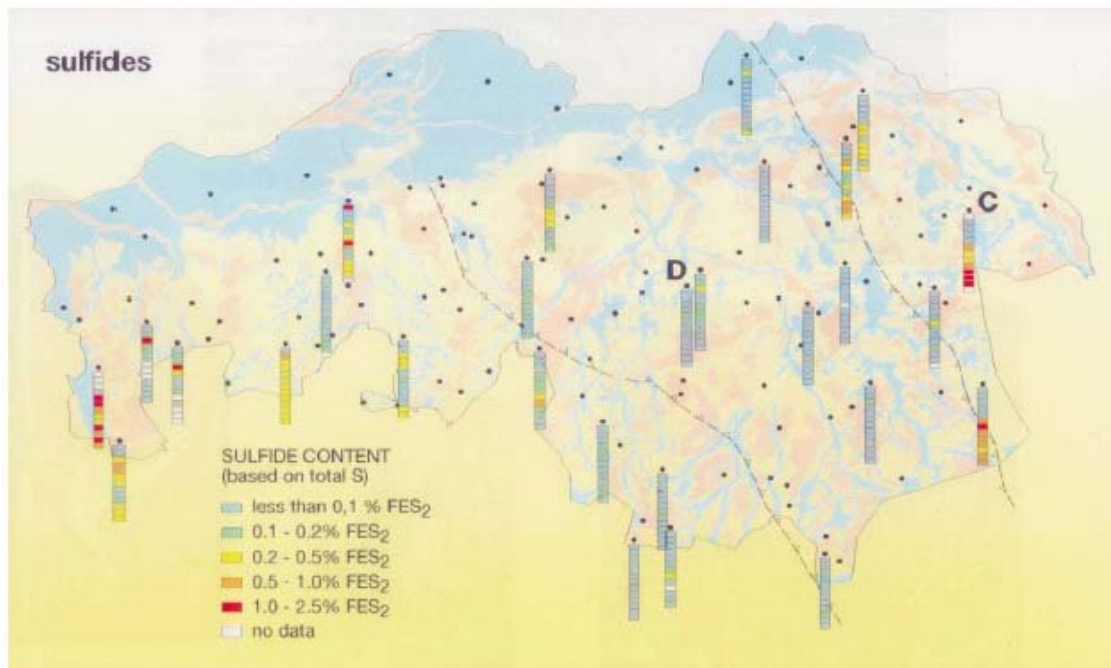 sulfides
C
D
SULFIDE CONTENT
(based on total S)
less than 0,1 % FES₂
0.1 - 0.2% FES₂
0.2 - 0.5% FES₂
0.5 - 1.0% FES₂
1.0 - 2.5% FES₂
no data